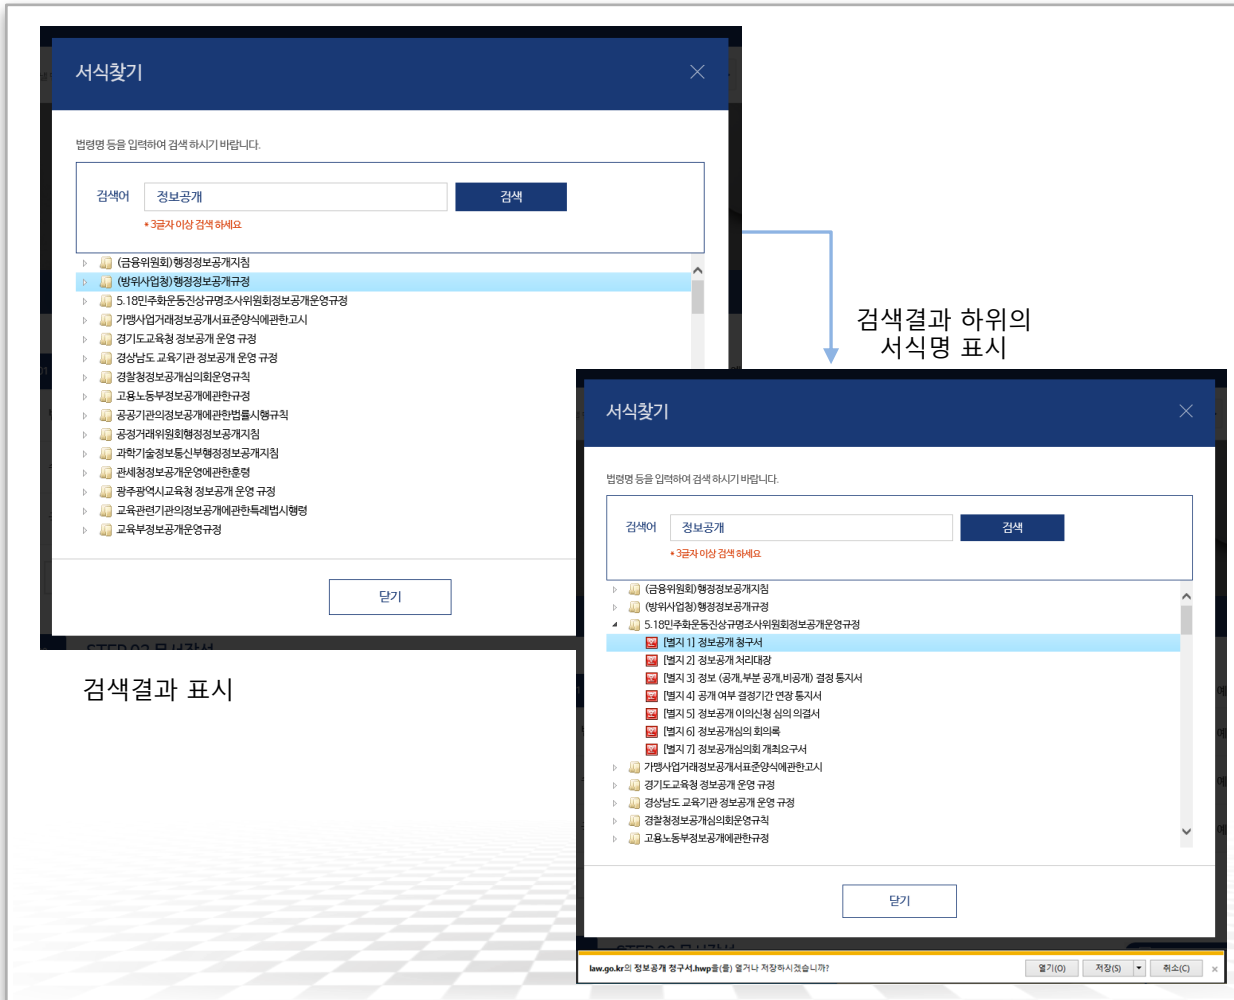 서식찾기
법령명 등을 입력하여 검색 하시기 바랍니다.
검색어 정보공개 검색
* 3글자 이상 검색 하세요
(금융위원회)행정정보공개지침
(방위사업청)행정정보공개규정
5.18민주화운동진상규명조사위원회정보공개운영규정
가맹사업거래정보공개서표준양식에관한고시
경기도교육청 정보공개 운영 규정
경상남도 교육기관 정보공개 운영 규정
경찰청정보공개심의회운영규칙
고용노동부정보공개에관한규정
공공기관의정보공개에관한법률시행규칙
공정거래위원회행정정보공개지침
과학기술정보통신부행정정보공개지침
관세청정보공개운영에관한훈령
광주광역시교육청 정보공개 운영 규정
교육관련기관의정보공개에관한특례법시행령
교육부정보공개운영규정
닫기
검색결과 표시
검색결과 하위의
서식명 표시
서식찾기
법령명 등을 입력하여 검색 하시기 바랍니다.
검색어 정보공개 검색
* 3글자 이상 검색 하세요
(금융위원회)행정정보공개지침
(방위사업청)행정정보공개규정
5.18민주화운동진상규명조사위원회정보공개운영규정
[별지 1] 정보공개 청구서
[별지 2] 정보공개 처리대장
[별지 3] 정보 (공개,부분 공개,비공개) 결정 통지서
[별지 4] 공개 여부 결정기간 연장 통지서
[별지 5] 정보공개 이의신청 심의 의결서
[별지 6] 정보공개심의 회의록
[별지 7] 정보공개심의회 개최요구서
가맹사업거래정보공개서표준양식에관한고시
경기도교육청 정보공개 운영 규정
경상남도 교육기관 정보공개 운영 규정
경찰청정보공개심의회운영규칙
고용노동부정보공개에관한규정
닫기
law.go.kr의 정보공개 청구서.hwp을(를) 열거나 저장하시겠습니까? 열기(O) 저장(S) 취소(C)